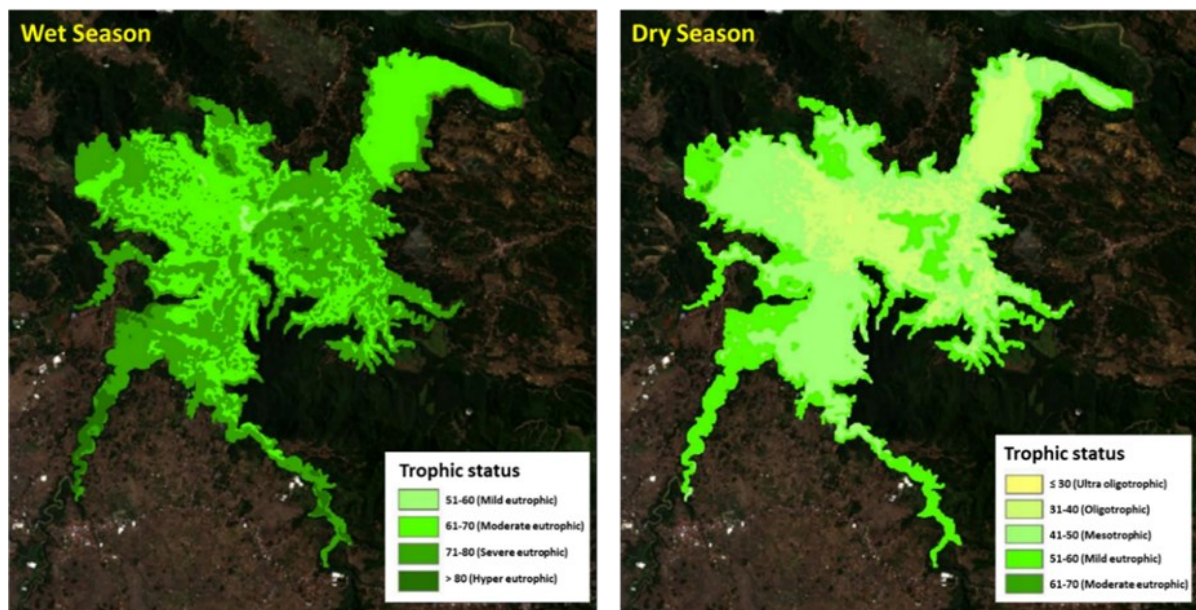 Wet Season
Trophic status
51-60 (Mild eutrophic)
61-70 (Moderate eutrophic)
71-80 (Severe eutrophic)
> 80 (Hyper eutrophic)
Dry Season
Trophic status
≤ 30 (Ultra oligotrophic)
31-40 (Oligotrophic)
41-50 (Mesotrophic)
51-60 (Mild eutrophic)
61-70 (Moderate eutrophic)